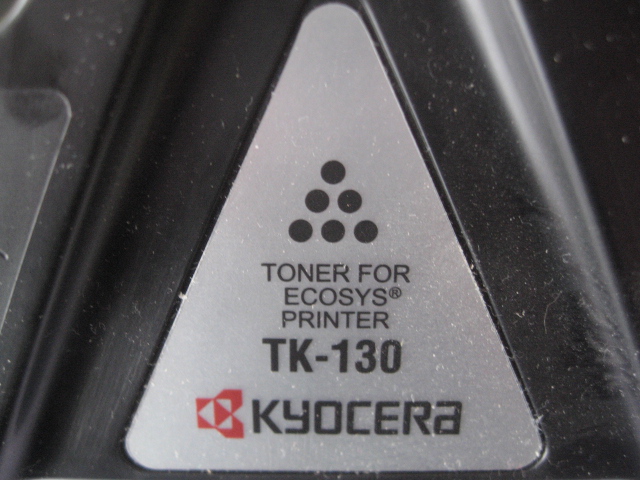 TONER FOR
ECOSYS®
PRINTER
TK-130
KYOCERA